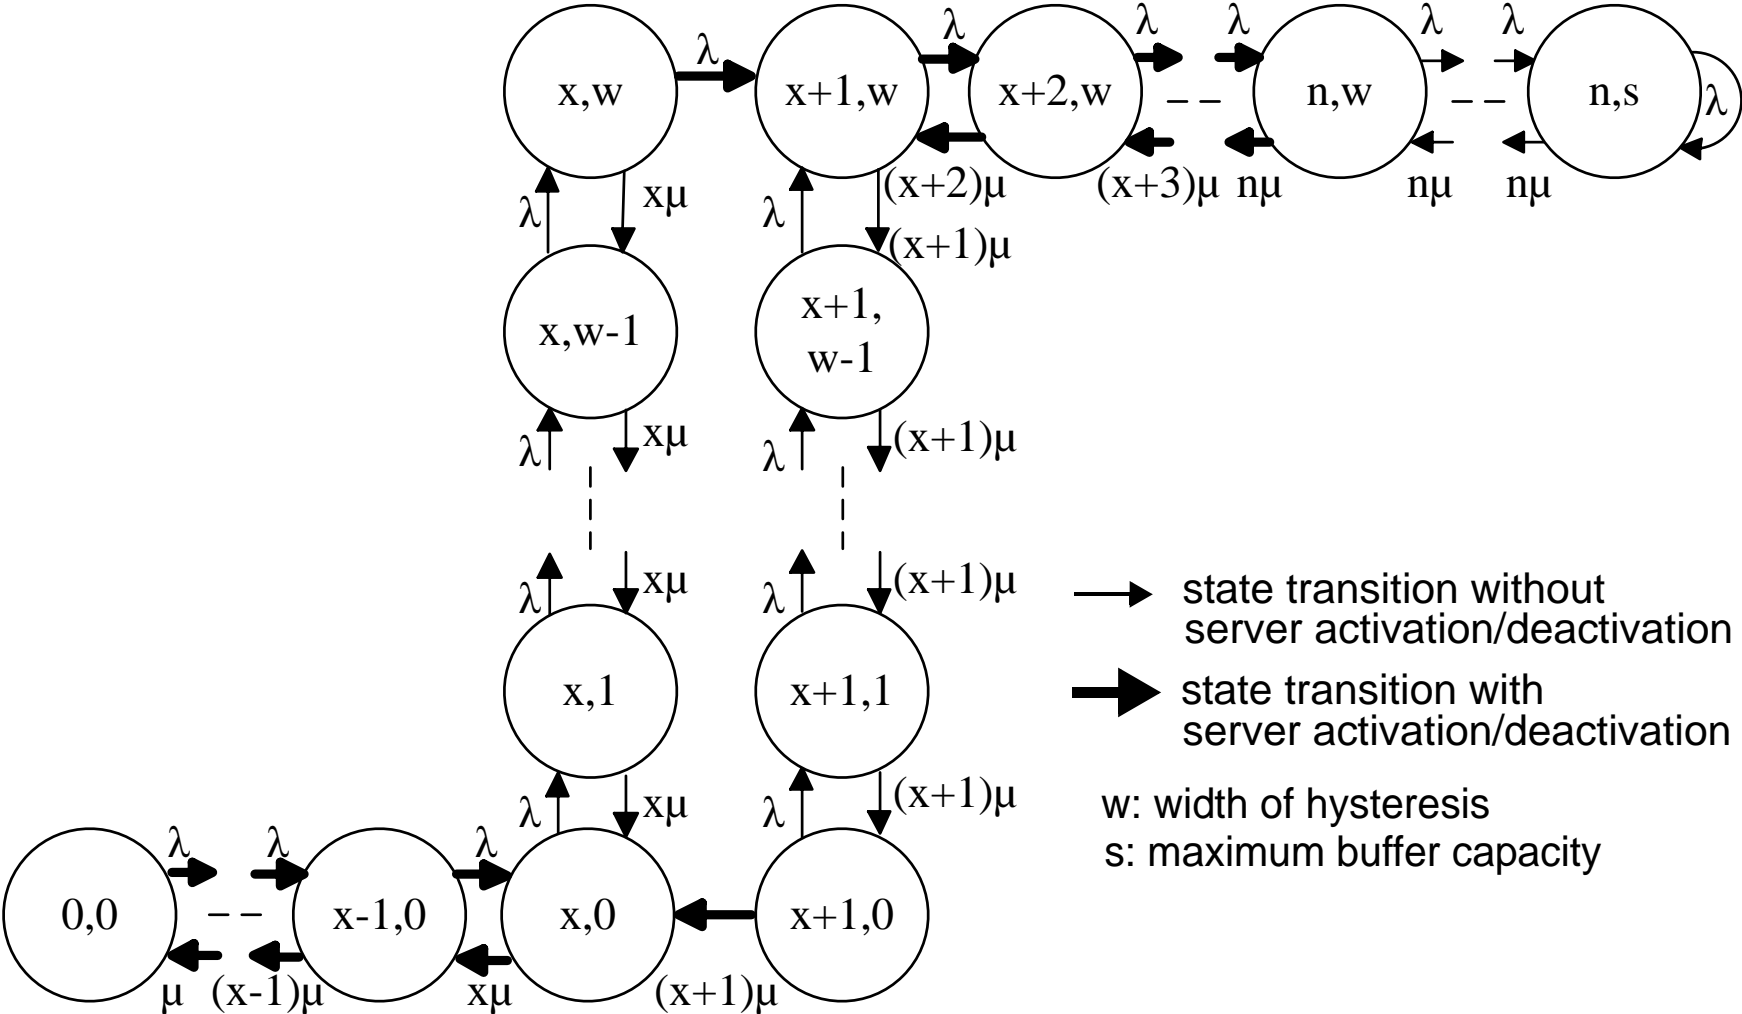 λ λ λ λ λ λ
x,w x+1,w x+2,w n,w n,s λ
xμ (x+2)μ (x+3)μ nμ nμ nμ
λ λ (x+1)μ
x,w-1 x+1,
w-1
λ xμ λ (x+1)μ
λ xμ λ (x+1)μ
state transition without
server activation/deactivation
x,1 x+1,1
state transition with
server activation/deactivation
λ xμ λ (x+1)μ
w: width of hysteresis
s: maximum buffer capacity
λ λ λ
0,0 x-1,0 x,0 x+1,0
μ (x-1)μ xμ (x+1)μ